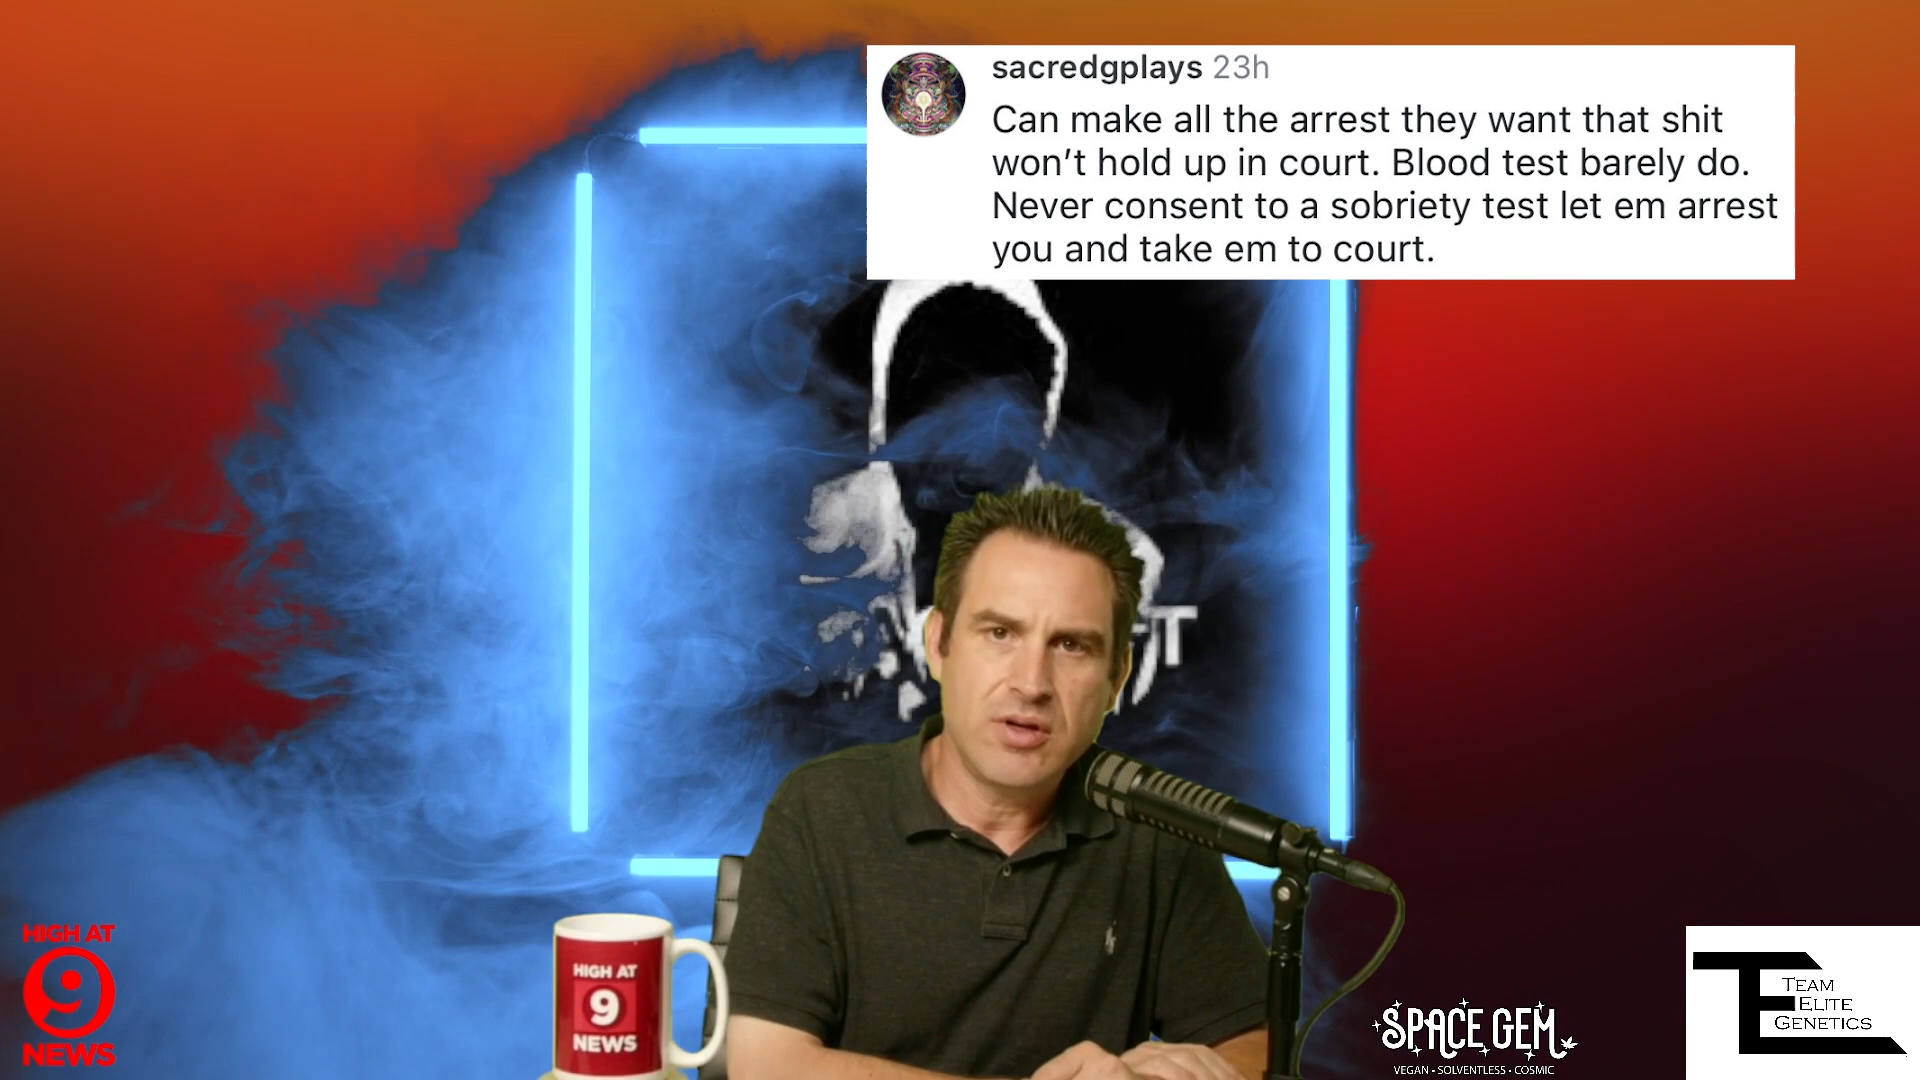 sacredgplays 23h
Can make all the arrest they want that shit
won't hold up in court. Blood test barely do.
Never consent to a sobriety test let em arrest
you and take em to court.
FT
HIGH AT
9
NEWS
HIGH AT
9
NEWS
SPACE GEM
VEGAN • SOLVENTLESS • COSMIC
TE
TEAM
ELITE
GENETICS